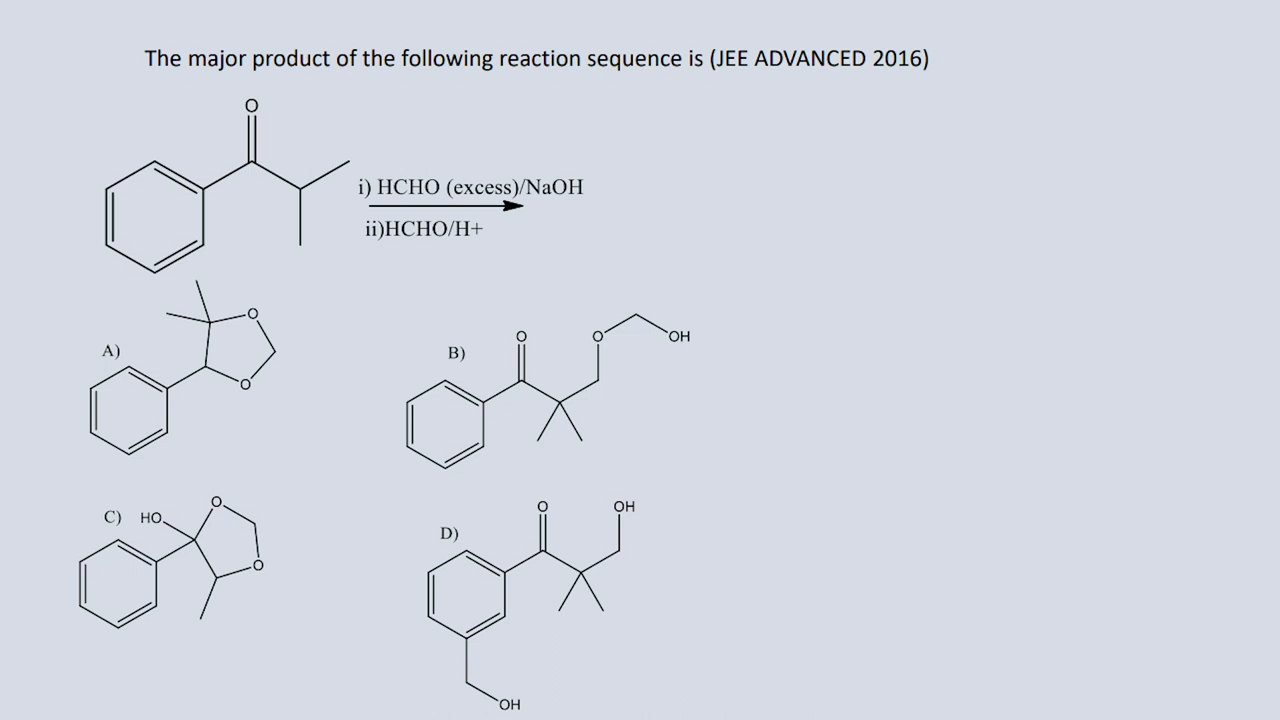 The major product of the following reaction sequence is (JEE ADVANCED 2016)
O
i) HCHO (excess)/NaOH
ii)HCHO/H+
A)
O
O
B)
O
O
OH
C)
HO
O
O
D)
O
OH
OH